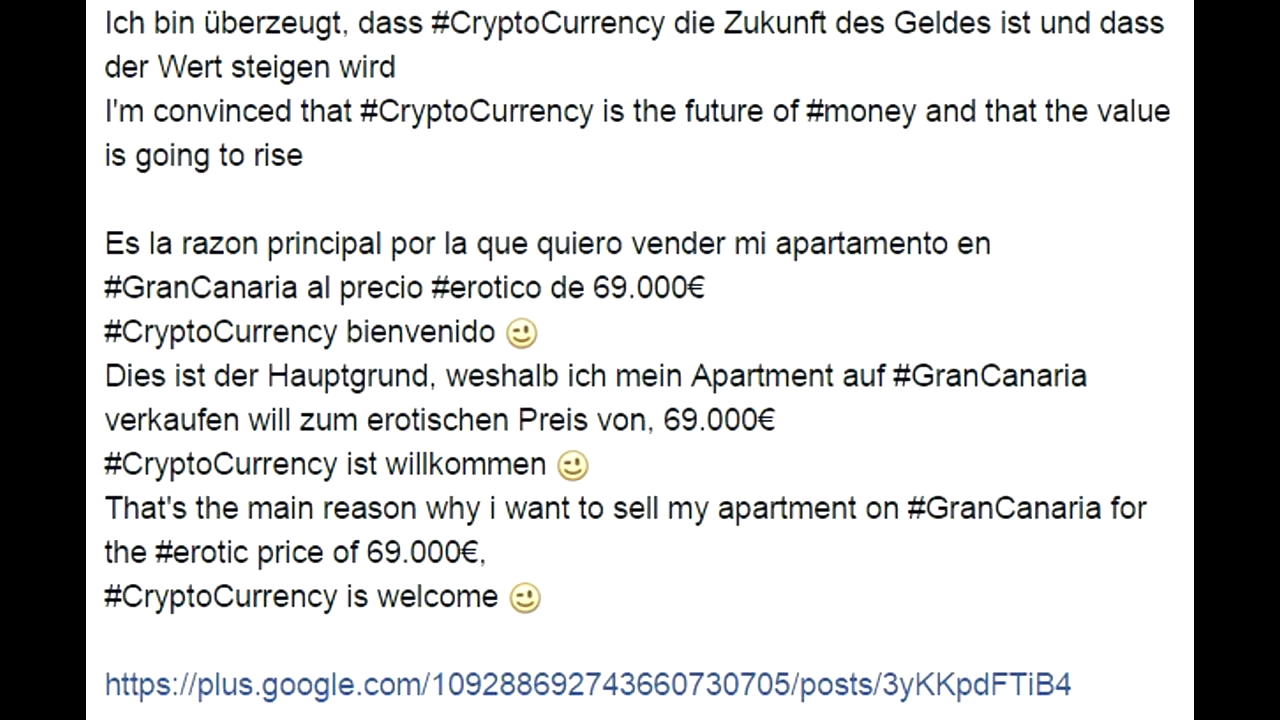 Ich bin überzeugt, dass #CryptoCurrency die Zukunft des Geldes ist und dass
der Wert steigen wird
I'm convinced that #CryptoCurrency is the future of #money and that the value
is going to rise
Es la razon principal por la que quiero vender mi apartamento en
#GranCanaria al precio #erotico de 69.000€
#CryptoCurrency bienvenido 😉
Dies ist der Hauptgrund, weshalb ich mein Apartment auf #GranCanaria
verkaufen will zum erotischen Preis von, 69.000€
#CryptoCurrency ist willkommen 😉
That's the main reason why i want to sell my apartment on #GranCanaria for
the #erotic price of 69.000€,
#CryptoCurrency is welcome 😉
https://plus.google.com/109288692743660730705/posts/3yKKpdFTiB4